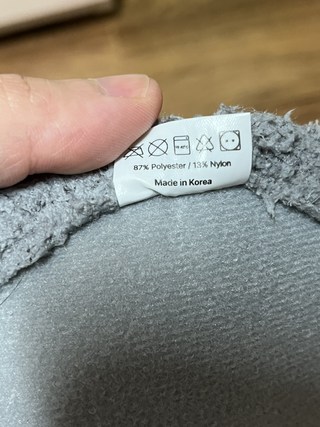 87% Polyester / 13% Nylon
Made in Korea